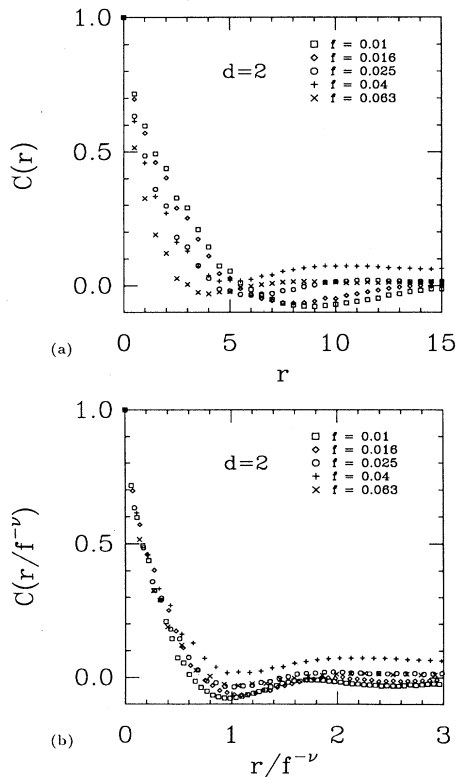 1.0
0.5
0.0
C(r)
d=2
□ f = 0.01
◇ f = 0.016
○ f = 0.025
+ f = 0.04
× f = 0.063
0 5 10 15
(a)
r
1.0
0.5
0.0
C(r/f⁻ᵛ)
d=2
□ f = 0.01
◇ f = 0.016
○ f = 0.025
+ f = 0.04
× f = 0.063
0 1 2 3
(b)
r/f⁻ᵛ